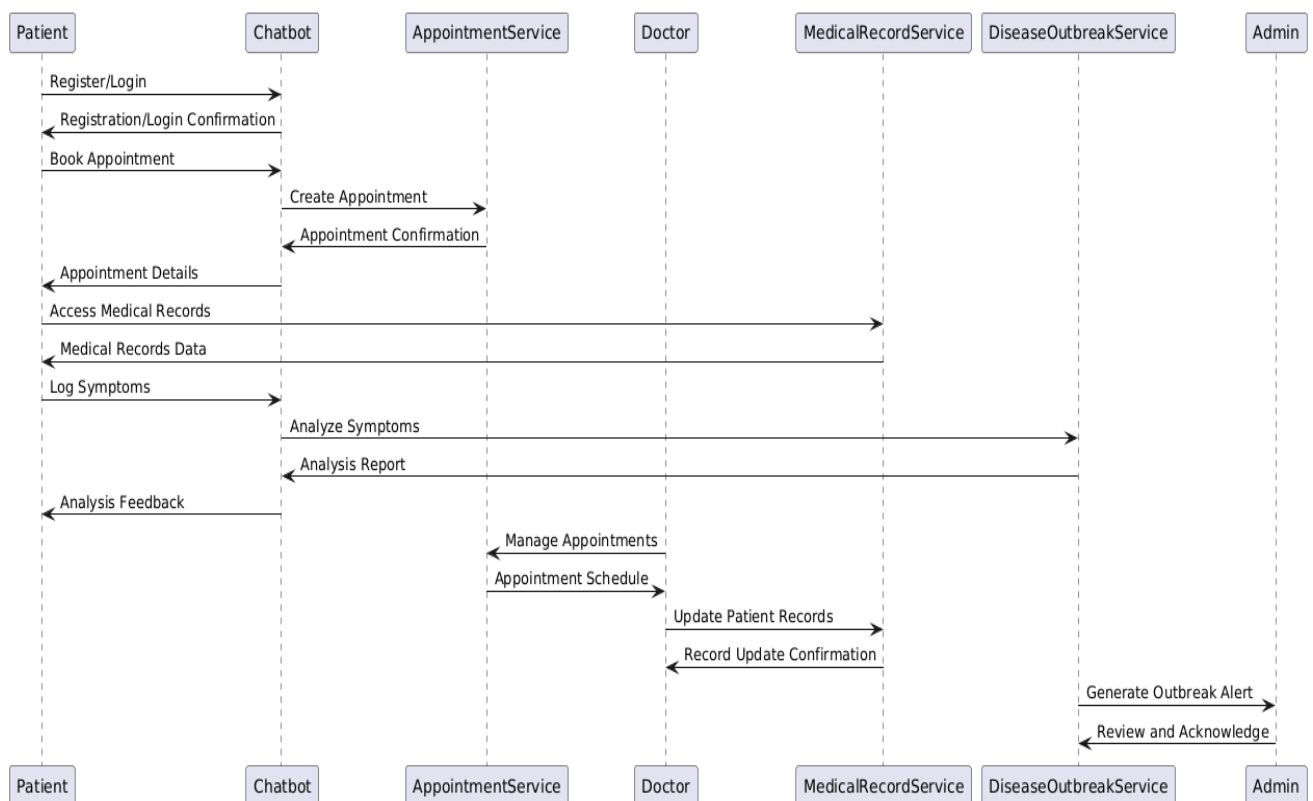 Patient Chatbot AppointmentService Doctor MedicalRecordService DiseaseOutbreakService Admin
Register/Login
Registration/Login Confirmation
Book Appointment
Create Appointment
Appointment Confirmation
Appointment Details
Access Medical Records
Medical Records Data
Log Symptoms
Analyze Symptoms
Analysis Report
Analysis Feedback
Manage Appointments
Appointment Schedule
Update Patient Records
Record Update Confirmation
Generate Outbreak Alert
Review and Acknowledge
Patient Chatbot AppointmentService Doctor MedicalRecordService DiseaseOutbreakService Admin